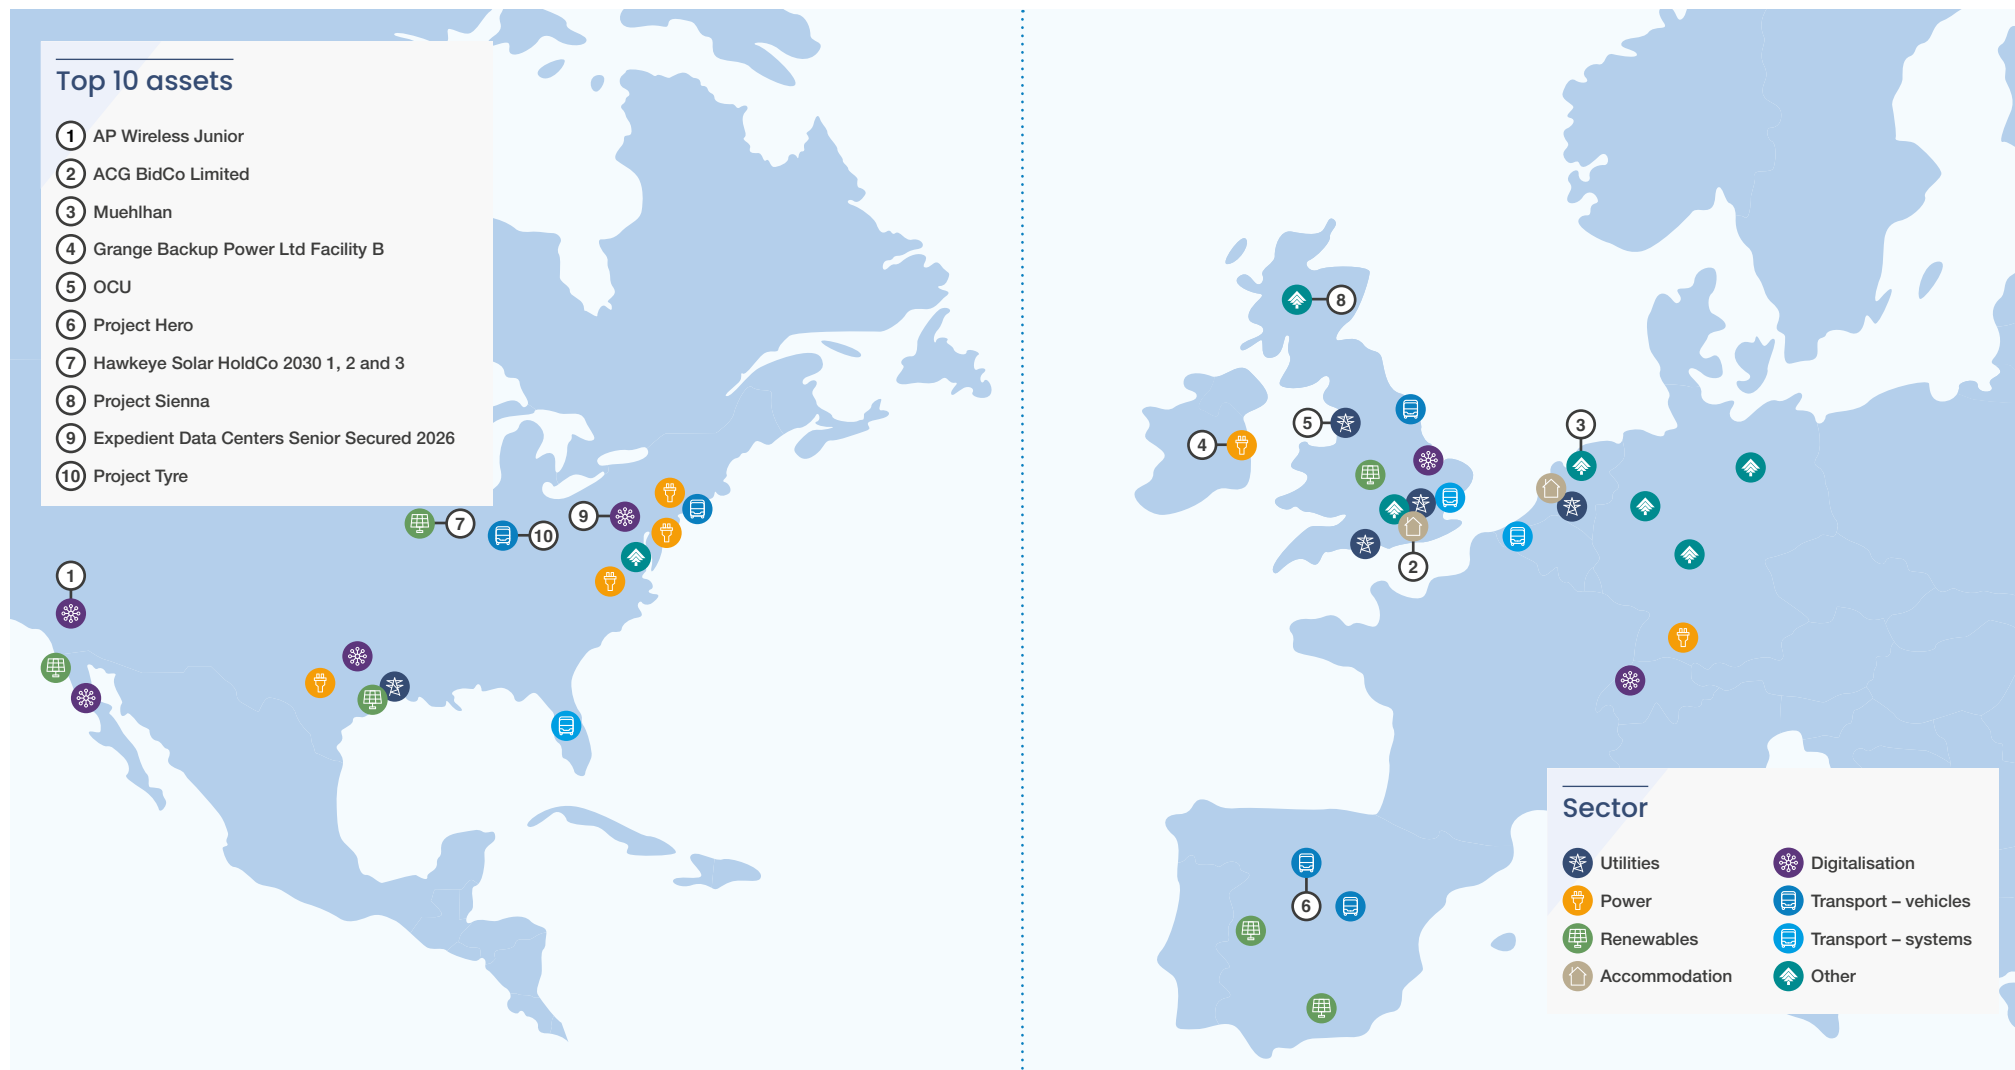 Top 10 assets
1 AP Wireless Junior
2 ACG BidCo Limited
3 Muehlhan
4 Grange Backup Power Ltd Facility B
5 OCU
6 Project Hero
7 Hawkeye Solar HoldCo 2030 1, 2 and 3
8 Project Sienna
9 Expedient Data Centers Senior Secured 2026
10 Project Tyre
8
3
5
4
9
7
10
2
1
6
Sector
Utilities
Power
Renewables
Accommodation
Digitalisation
Transport – vehicles
Transport – systems
Other